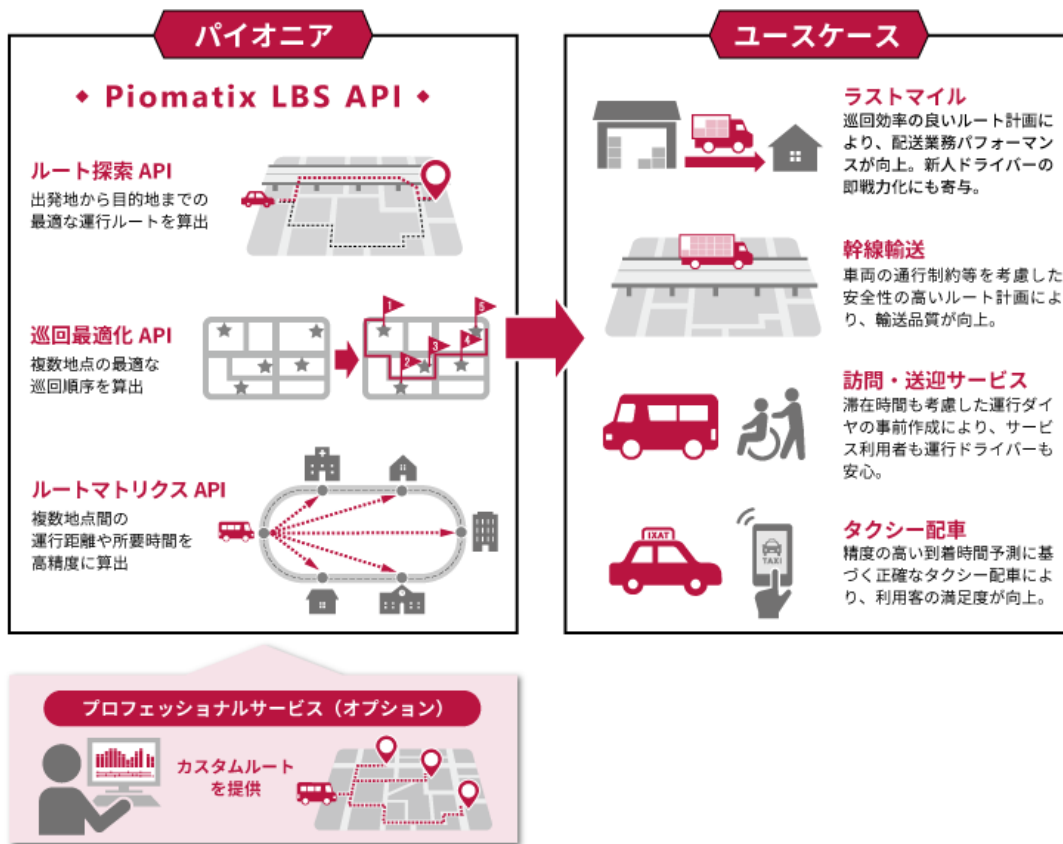 パイオニア
◆ Piomatix LBS API ◆
ルート探索 API
出発地から目的地までの
最適な運行ルートを算出
巡回最適化 API
複数地点の最適な
巡回順序を算出
1
2
3
4
5
ルートマトリクス API
複数地点間の
運行距離や所要時間を
高精度に算出
プロフェッショナルサービス（オプション）
カスタムルート
を提供
ユースケース
ラストマイル
巡回効率の良いルート計画に
より、配送業務パフォーマン
スが向上。新人ドライバーの
即戦力化にも寄与。
幹線輸送
車両の通行制約等を考慮した
安全性の高いルート計画によ
り、輸送品質が向上。
訪問・送迎サービス
滞在時間も考慮した運行ダイ
ヤの事前作成により、サービ
ス利用者も運行ドライバーも
安心。
タクシー配車
精度の高い到着時間予測に基
づく正確なタクシー配車によ
り、利用客の満足度が向上。
IXAT
TAXI